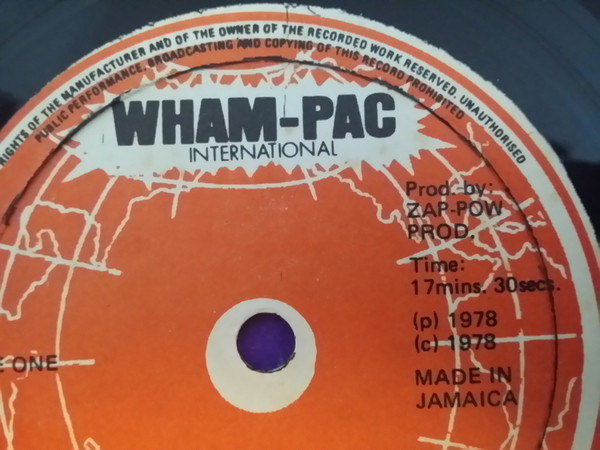 RIGHTS OF THE MANUFACTURER AND OF THE OWNER OF THE RECORDED WORK RESERVED. UNAUTHORISED
PUBLIC PERFORMANCE, BROADCASTING AND COPYING OF THIS RECORD PROHIBITED
WHAM-PAC
INTERNATIONAL
Prod. by:
ZAP-POW
PROD.
Time:
17mins. 30secs.
(p) 1978
(c) 1978
E ONE
MADE IN
JAMAICA